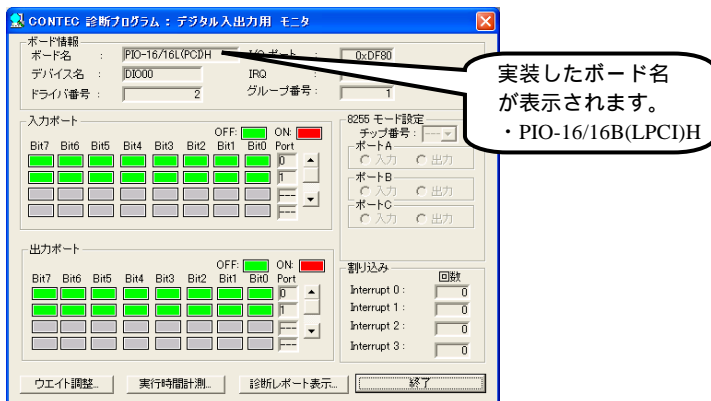 CONTEC 診断プログラム : デジタル入出力用 モニタ
ボード情報
ボード名 : PIO-16/16L(PCI)H I/O ポート : 0xDF80
デバイス名 : DIO00 IRQ :
ドライバ番号 : 2 グループ番号 : 1
実装したボード名
が表示されます。
・PIO-16/16B(LPCI)H
入力ポート
OFF: ON:
Bit7 Bit6 Bit5 Bit4 Bit3 Bit2 Bit1 Bit0 Port
0
1
---
---
8255 モード設定
チップ番号 : ---
ポートA
入力 出力
ポートB
入力 出力
ポートC
入力 出力
出力ポート
OFF: ON:
Bit7 Bit6 Bit5 Bit4 Bit3 Bit2 Bit1 Bit0 Port
0
1
---
---
割り込み
回数
Interrupt 0 : 0
Interrupt 1 : 0
Interrupt 2 : 0
Interrupt 3 : 0
ウエイト調整... 実行時間計測... 診断レポート表示... 終了